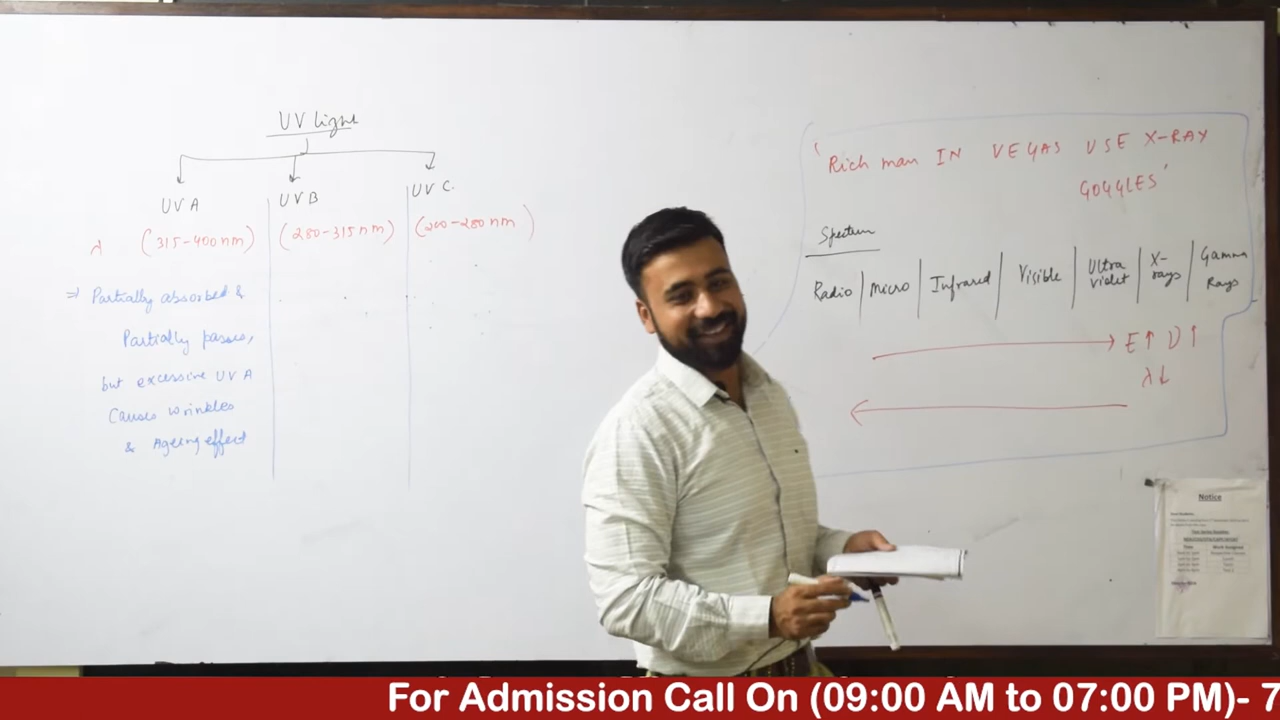 UV Light
UV A
UV B
UV C
λ (315-400nm)
(280-315nm)
(200-280nm)
⇒ Partially absorbed &
Partially passes,
but excessive UV A
Causes wrinkles
& Ageing effect
'Rich man IN VEGAS USE X-RAY
GOGGLES'
Spectrum
Radio | Micro | Infrared | Visible | Ultra violet | X-rays | Gamma Rays
E↑ ν↑
λ↓
Notice
For Admission Call On (09:00 AM to 07:00 PM)- 7